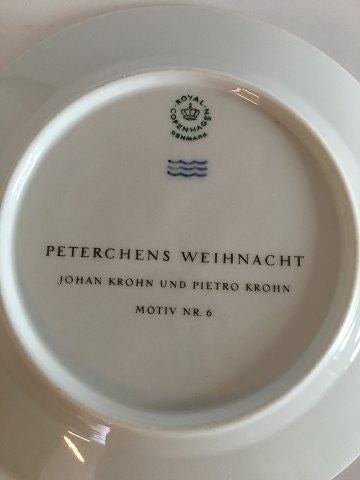 ROYAL
COPENHAGEN
DENMARK
PETERCHENS WEIHNACHT
JOHAN KROHN UND PIETRO KROHN
MOTIV NR. 6